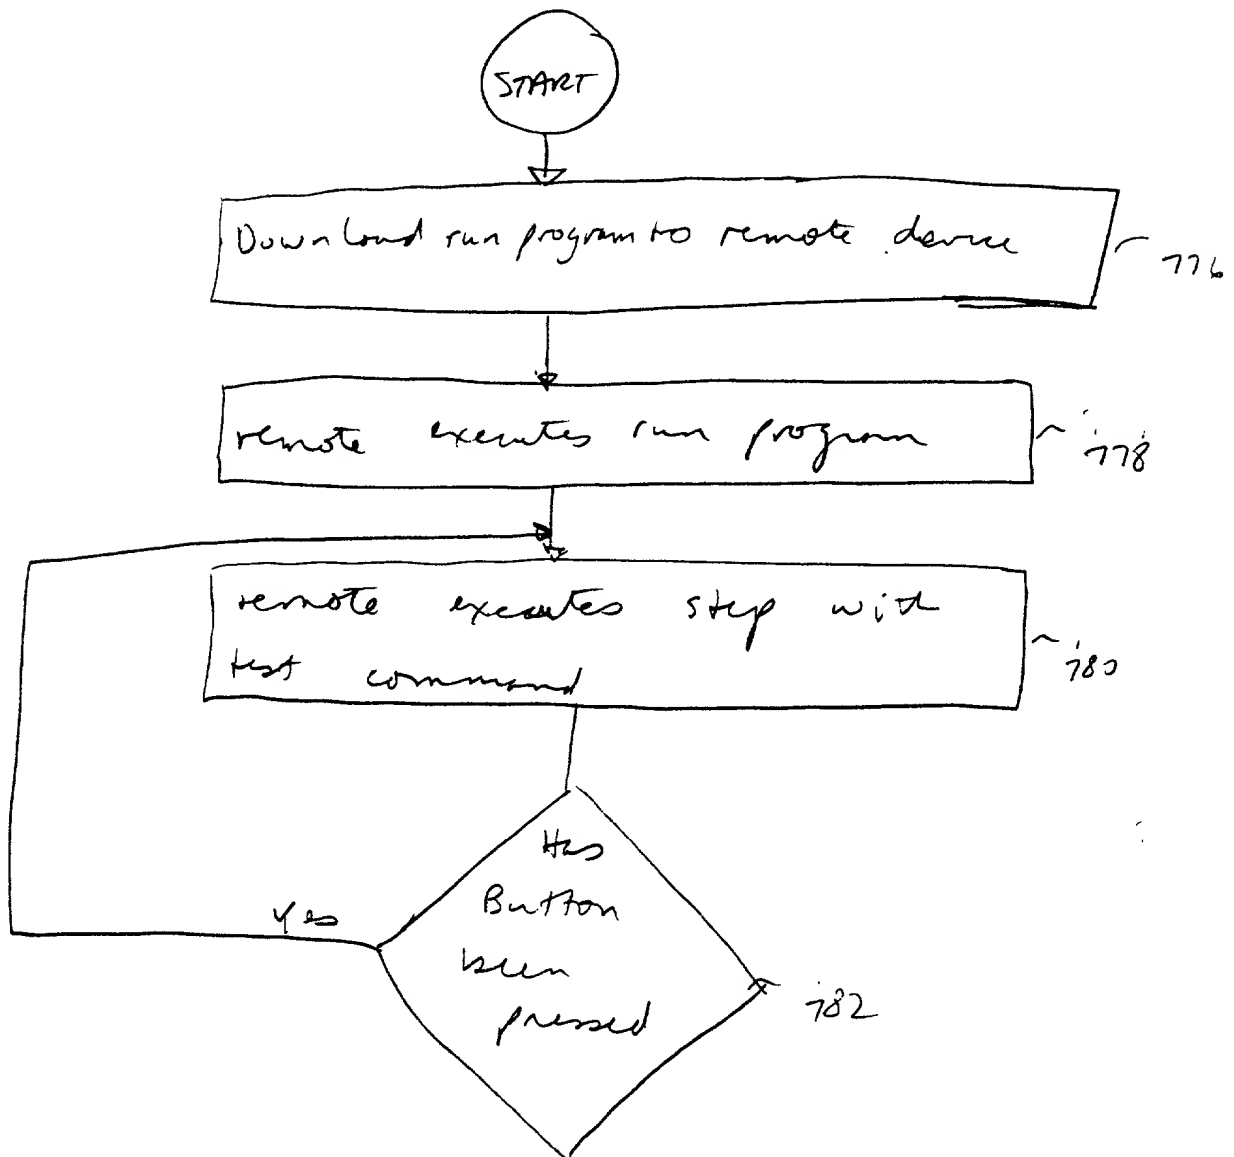 START
Download run program to remote device
776
remote executes run program
778
remote executes step with
test command
780
Has
Button
been
pressed
Yes
782